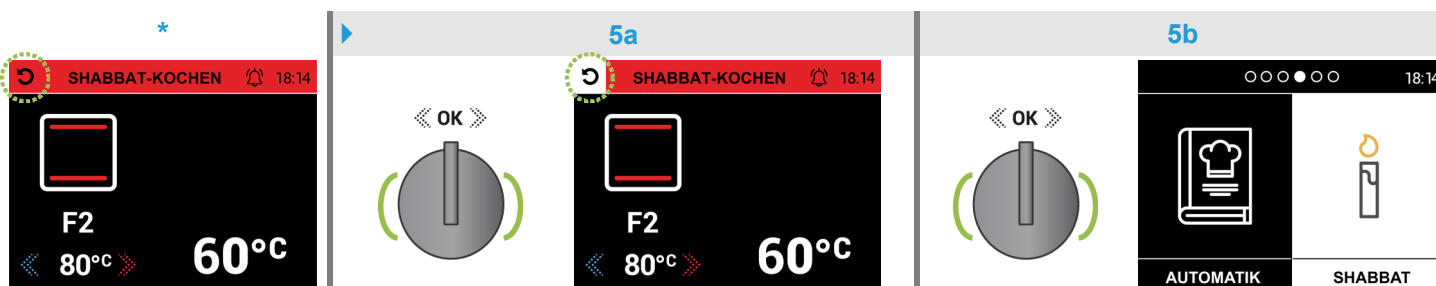 *
5a
5b
SHABBAT-KOCHEN 18:14
F2
80°C 60°C
OK
SHABBAT-KOCHEN 18:14
F2
80°C 60°C
OK
18:14
AUTOMATIK SHABBAT